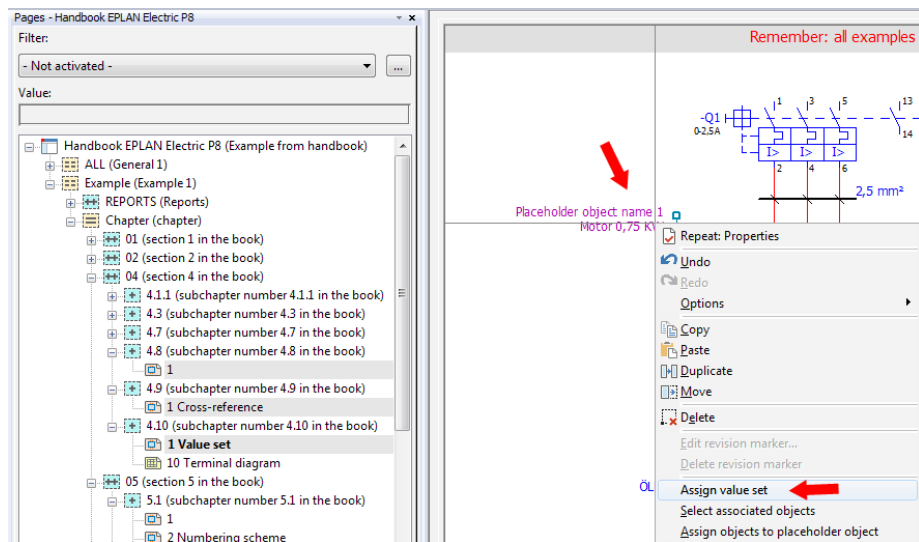 Pages - Handbook EPLAN Electric P8
Filter:
- Not activated -
...
Value:
Handbook EPLAN Electric P8 (Example from handbook)
ALL (General 1)
Example (Example 1)
REPORTS (Reports)
Chapter (chapter)
01 (section 1 in the book)
02 (section 2 in the book)
04 (section 4 in the book)
4.1.1 (subchapter number 4.1.1 in the book)
4.3 (subchapter number 4.3 in the book)
4.7 (subchapter number 4.7 in the book)
4.8 (subchapter number 4.8 in the book)
1
4.9 (subchapter number 4.9 in the book)
1 Cross-reference
4.10 (subchapter number 4.10 in the book)
1 Value set
10 Terminal diagram
05 (section 5 in the book)
5.1 (subchapter number 5.1 in the book)
1
2 Numbering scheme
Remember: all examples
1 3 5 13
-Q1
0-2,5A
14
I> I> I>
2 4 6
2,5 mm²
Placeholder object name 1
Motor 0,75 KW
Repeat: Properties
Undo
Redo
Options
Copy
Paste
Duplicate
Move
Delete
Edit revision marker...
Delete revision marker
ÖL
Assign value set
Select associated objects
Assign objects to placeholder object